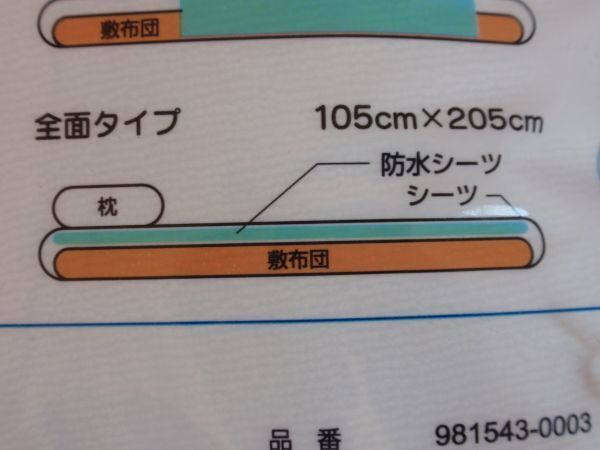 敷布団
全面タイプ 105cm×205cm
防水シーツ
シーツ
枕
敷布団
品番 981543-0003